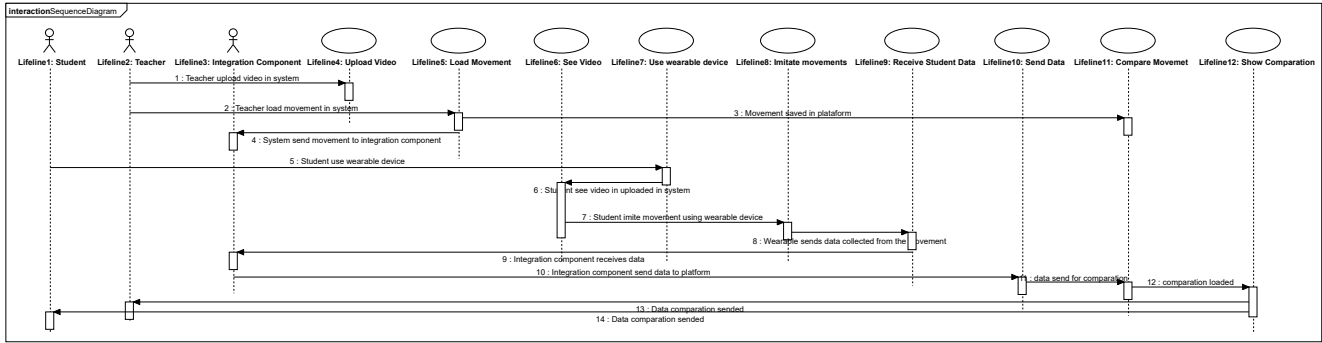 interactionSequenceDiagram
Lifeline1: Student
Lifeline2: Teacher
Lifeline3: Integration Component
Lifeline4: Upload Video
Lifeline5: Load Movement
Lifeline6: See Video
Lifeline7: Use wearable device
Lifeline8: Imitate movements
Lifeline9: Receive Student Data
Lifeline10: Send Data
Lifeline11: Compare Movemet
Lifeline12: Show Comparation
1 : Teacher upload video in system
2 : Teacher load movement in system
3 : Movement saved in plataform
4 : System send movement to integration component
5 : Student use wearable device
6 : Student see video in uploaded in system
7 : Student imite movement using wearable device
8 : Wearable sends data collected from the movement
9 : Integration component receives data
10 : Integration component send data to platform
11 : data send for comparation
12 : comparation loaded
13 : Data comparation sended
14 : Data comparation sended